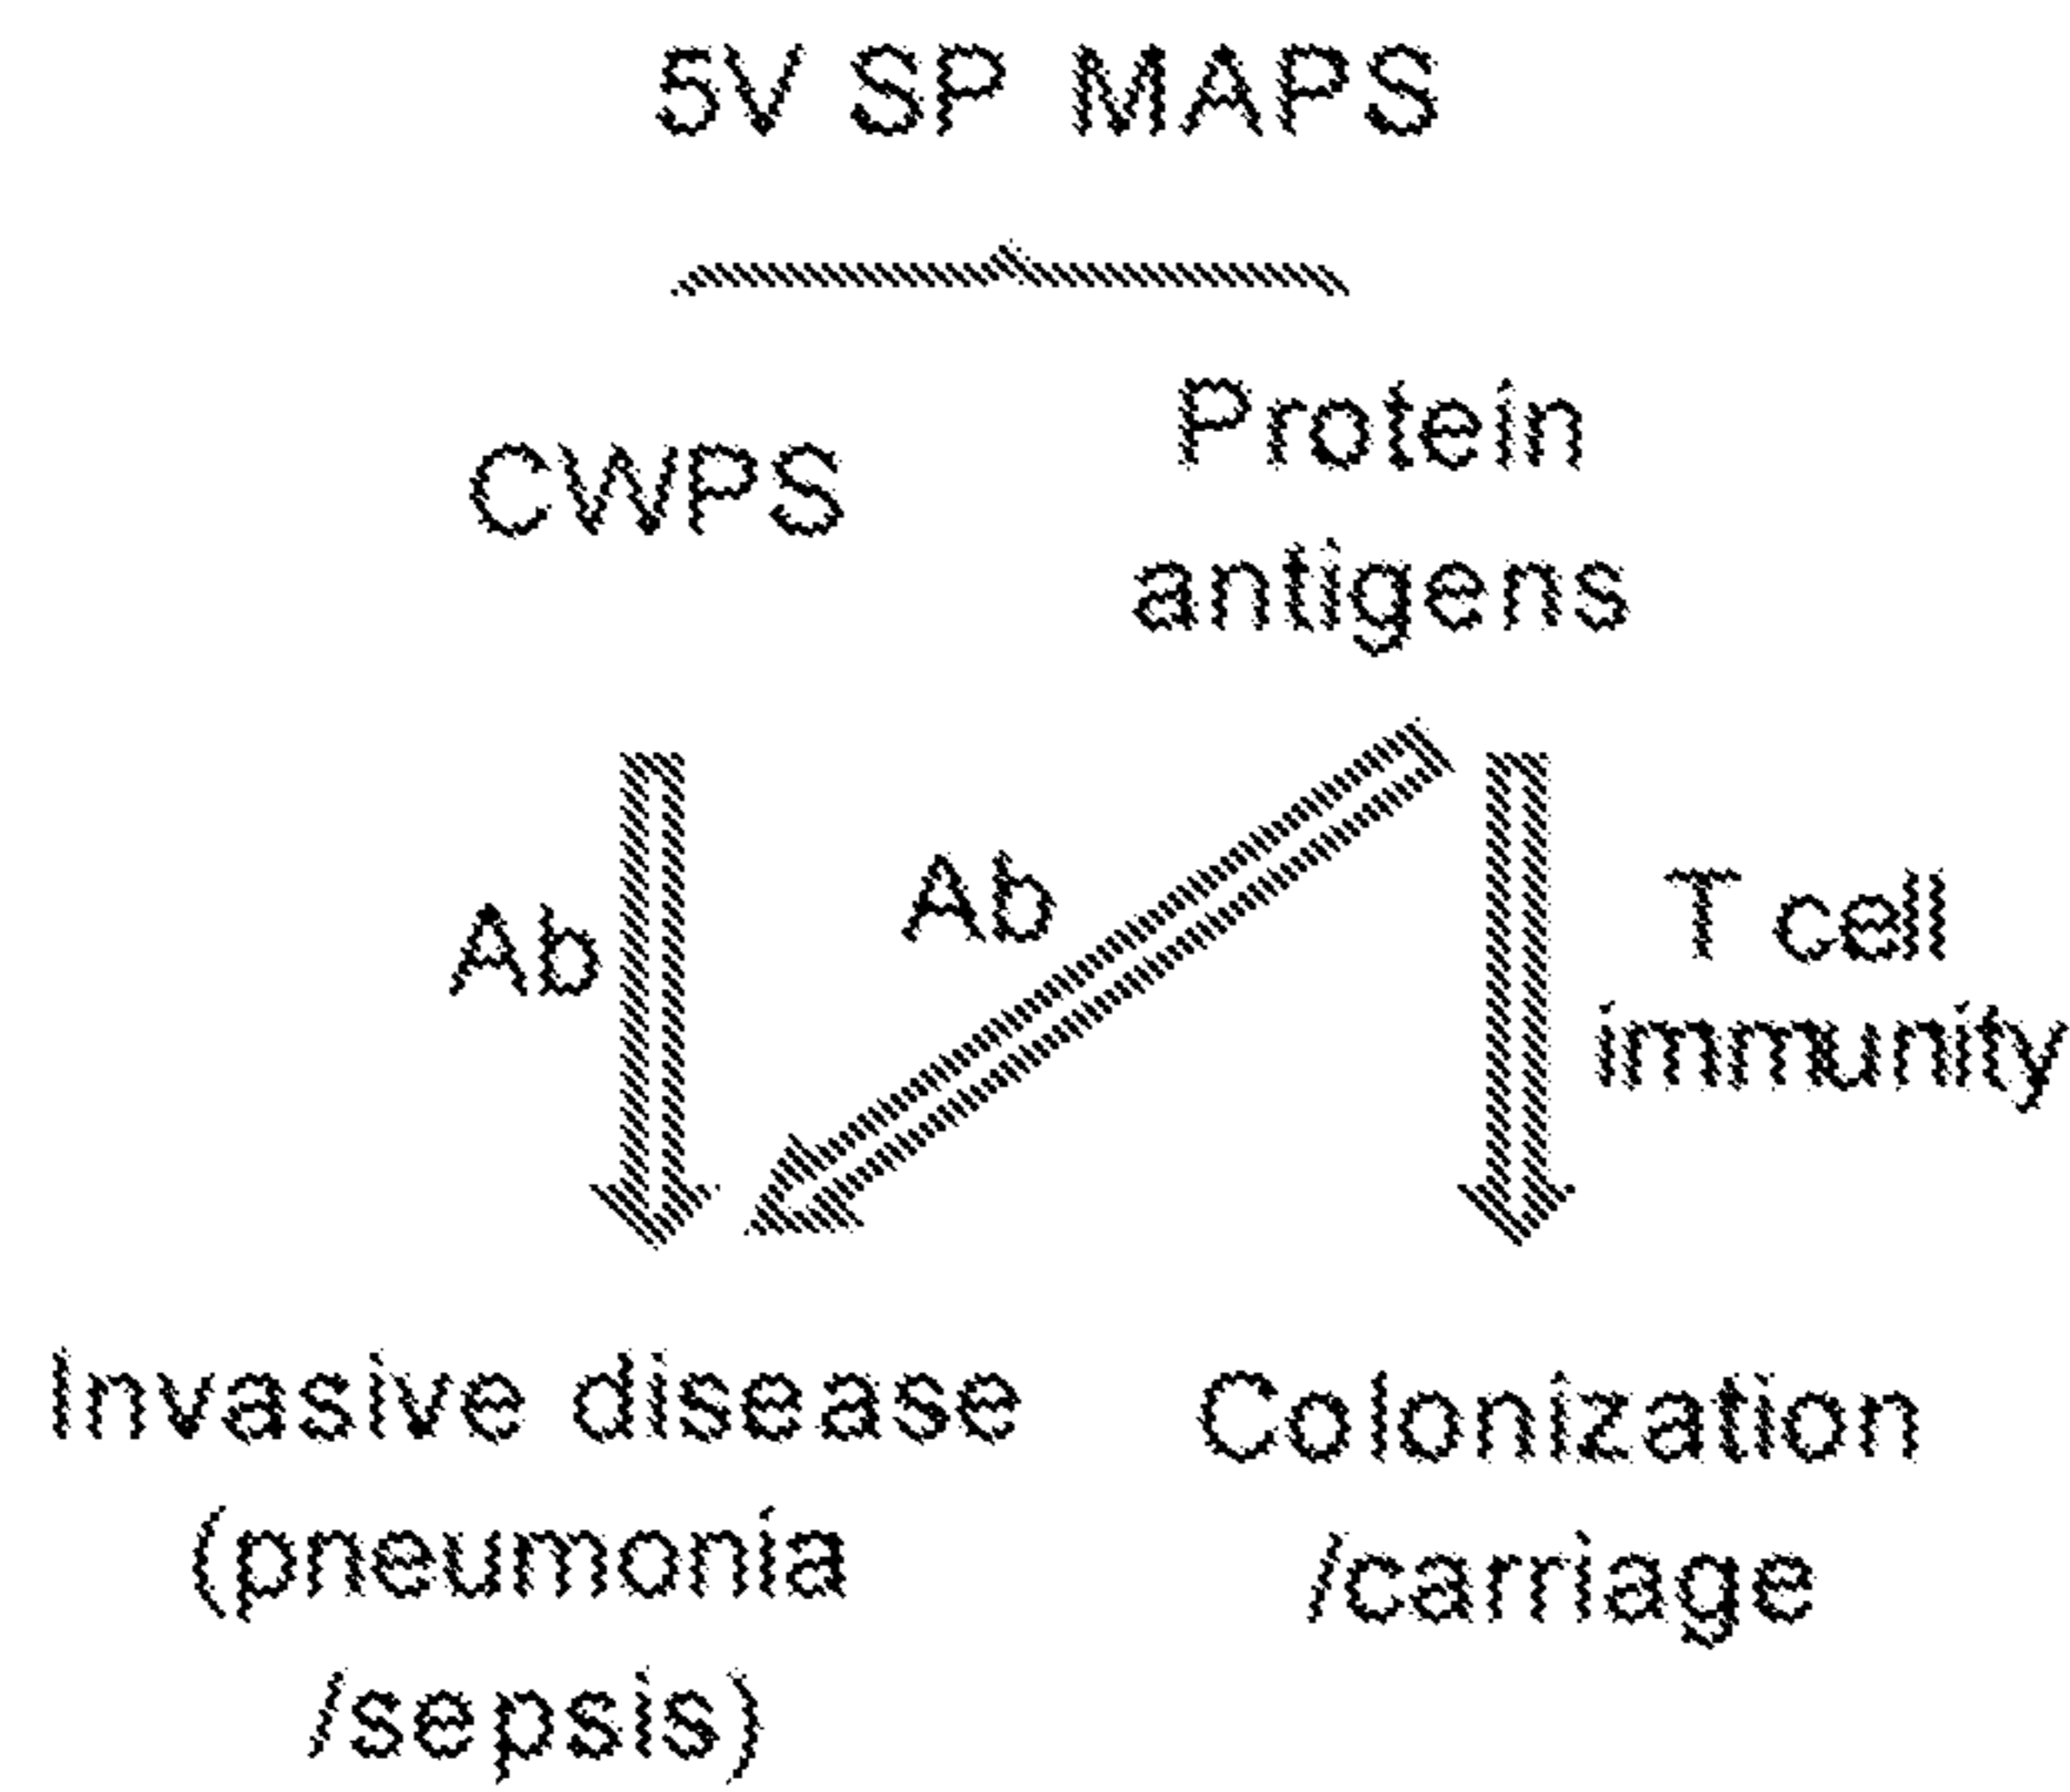 5V SP MAPS
CWPS
Protein
antigens
Ab
Ab
T cell
immunity
Invasive disease
(pneumonia
/sepsis)
Colonization
/carriage